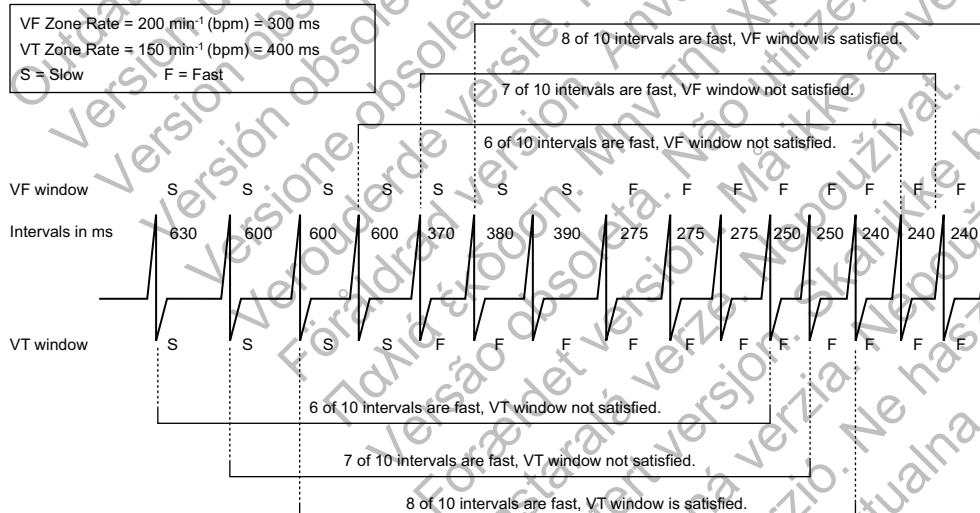 VF Zone Rate = 200 min-1 (bpm) = 300 ms
VT Zone Rate = 150 min-1 (bpm) = 400 ms
S = Slow F = Fast
8 of 10 intervals are fast, VF window is satisfied.
7 of 10 intervals are fast, VF window not satisfied.
6 of 10 intervals are fast, VF window not satisfied.
VF window S S S S S S S F F F F F F F F
Intervals in ms 630 600 600 600 370 380 390 275 275 275 250 250 240 240 240
VT window S S S S F F F F F F F F F F F
6 of 10 intervals are fast, VT window not satisfied.
7 of 10 intervals are fast, VT window not satisfied.
8 of 10 intervals are fast, VT window is satisfied.